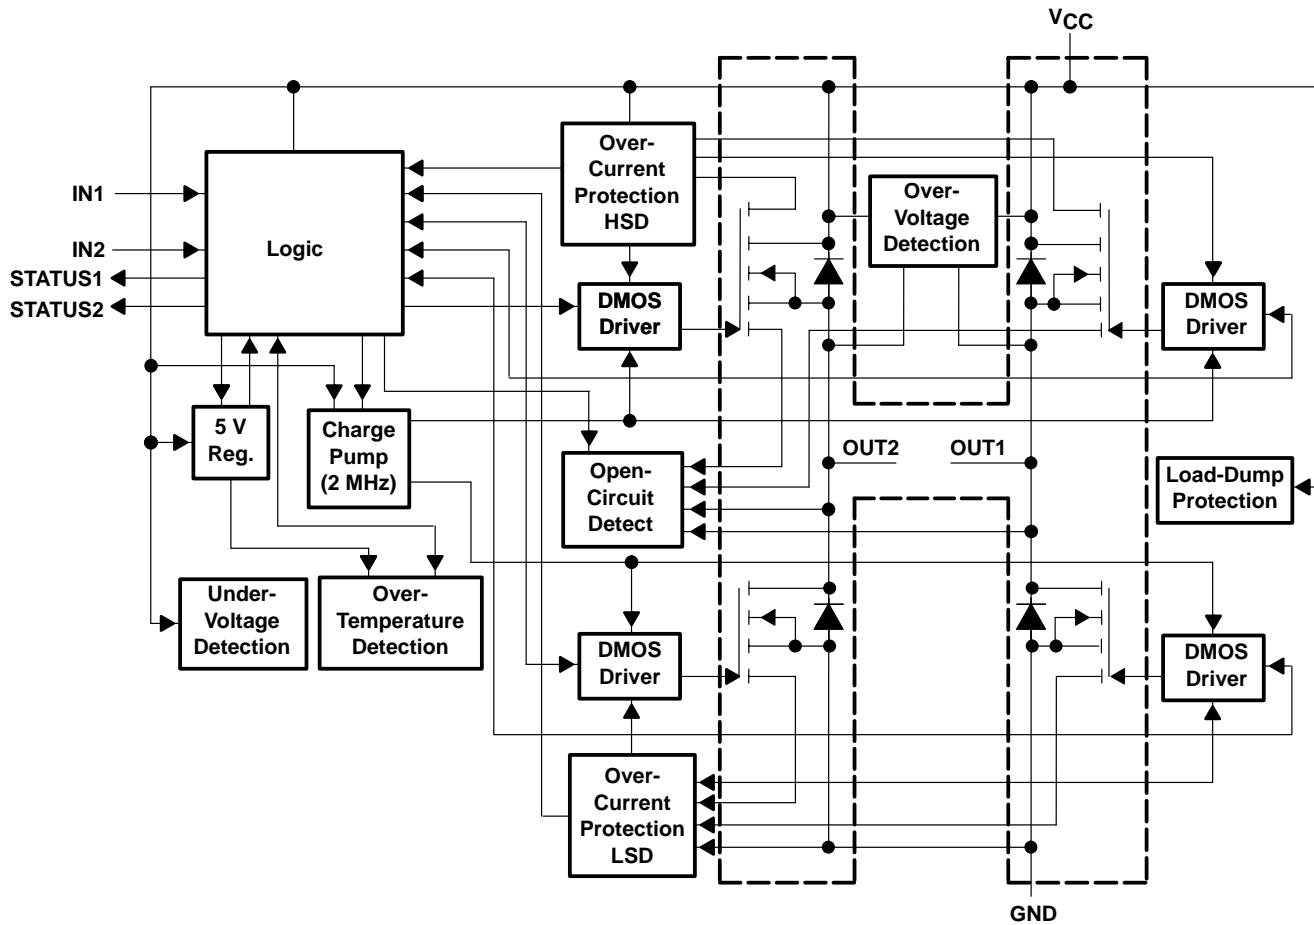 VCC
Over-
Current
Protection
HSD
IN1
IN2
STATUS1
STATUS2
Logic
Over-
Voltage
Detection
DMOS
Driver
DMOS
Driver
5 V
Reg.
Charge
Pump
(2 MHz)
Open-
Circuit
Detect
OUT2
OUT1
Load-Dump
Protection
Under-
Voltage
Detection
Over-
Temperature
Detection
DMOS
Driver
DMOS
Driver
Over-
Current
Protection
LSD
GND